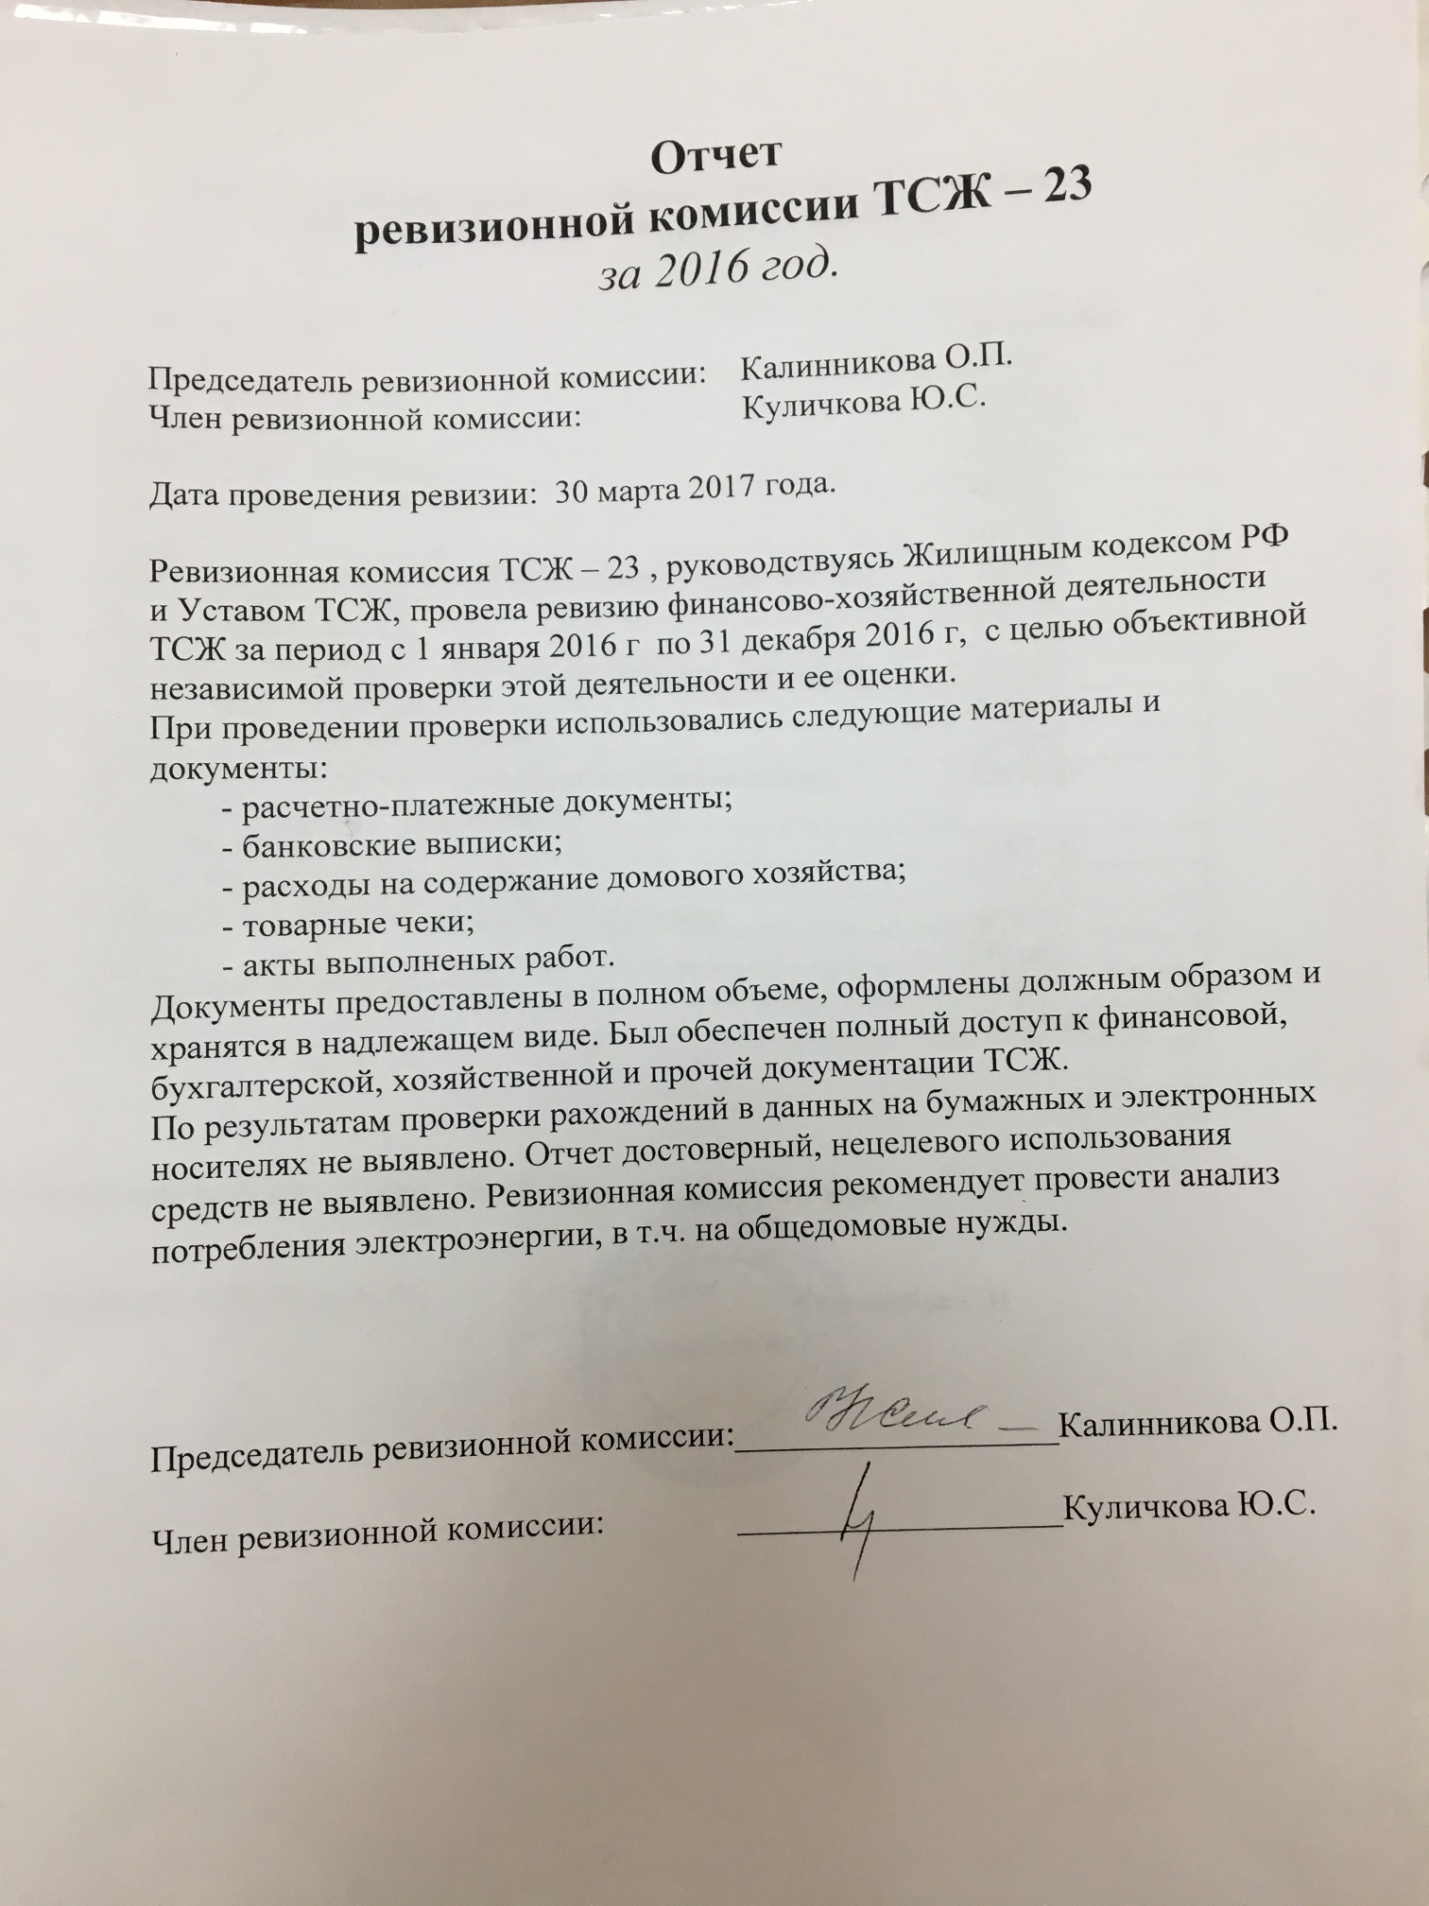 Отчет
ревизионной комиссии ТСЖ – 23
за 2016 год.
Председатель ревизионной комиссии: Калинникова О.П.
Член ревизионной комиссии: Куличкова Ю.С.
Дата проведения ревизии: 30 марта 2017 года.
Ревизионная комиссия ТСЖ – 23 , руководствуясь Жилищным кодексом РФ
и Уставом ТСЖ, провела ревизию финансово-хозяйственной деятельности
ТСЖ за период с 1 января 2016 г по 31 декабря 2016 г, с целью объективной
независимой проверки этой деятельности и ее оценки.
При проведении проверки использовались следующие материалы и
документы:
- расчетно-платежные документы;
- банковские выписки;
- расходы на содержание домового хозяйства;
- товарные чеки;
- акты выполненых работ.
Документы предоставлены в полном объеме, оформлены должным образом и
хранятся в надлежащем виде. Был обеспечен полный доступ к финансовой,
бухгалтерской, хозяйственной и прочей документации ТСЖ.
По результатам проверки рахождений в данных на бумажных и электронных
носителях не выявлено. Отчет достоверный, нецелевого использования
средств не выявлено. Ревизионная комиссия рекомендует провести анализ
потребления электроэнергии, в т.ч. на общедомовые нужды.
Председатель ревизионной комиссии: Калинникова О.П.
Член ревизионной комиссии: Куличкова Ю.С.